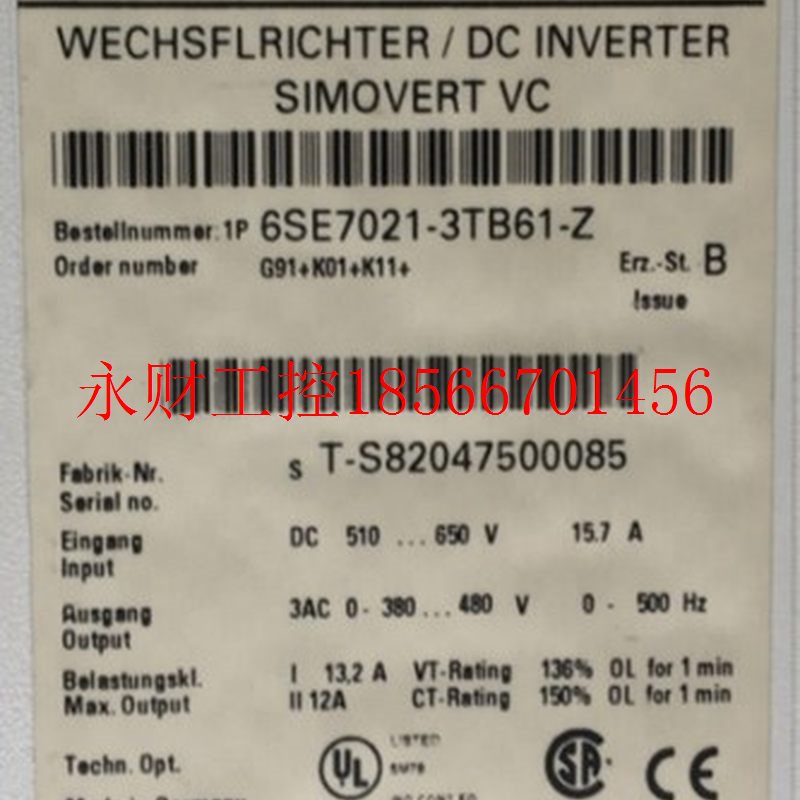 WECHSFLRICHTER / DC INVERTER
SIMOVERT VC
Bestellnummer: 1P 6SE7021-3TB61-Z
Order number G91+K01+K11+ Erz.-St. B
Issue
永财工控18566701456
Fabrik-Nr. S T-S82047500085
Serial no.
Eingang DC 510 ... 650 V 15.7 A
Input
Ausgang 3AC 0- 380... 480 V 0 - 500 Hz
Output
Belastungskl. I 13,2 A VT-Rating 136% OL for 1 min
Max. Output II 12A CT-Rating 150% OL for 1 min
Techn. Opt. UL LISTED SA CE